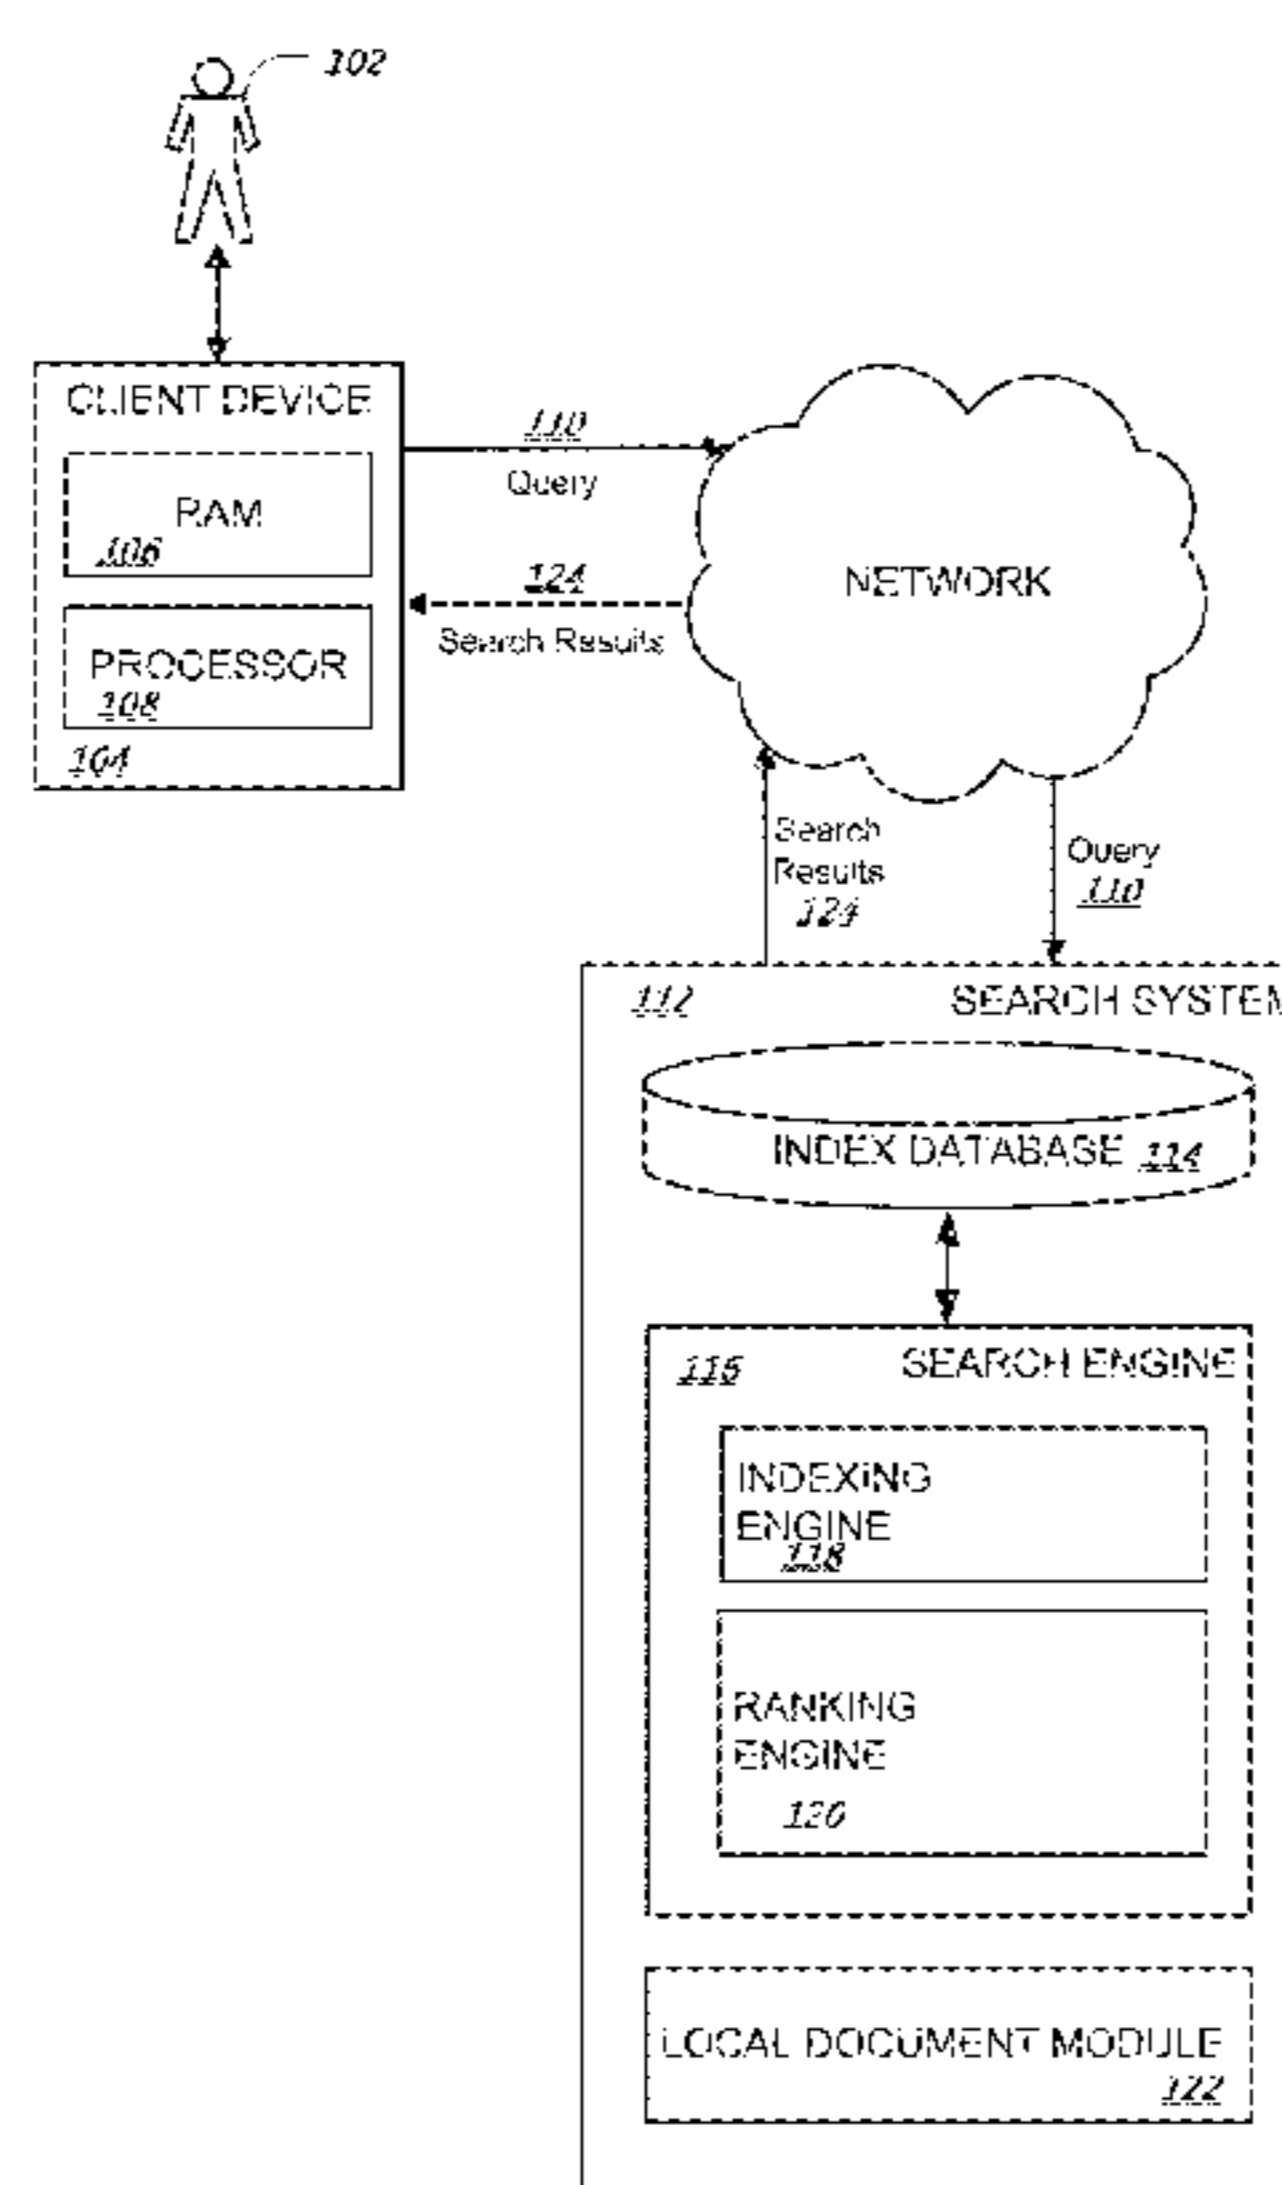 102
CLIENT DEVICE
RAM
106
PROCESSOR
108
104
110
Query
124
Search Results
NETWORK
Search
Results
124
Query
110
112
SEARCH SYSTEM
INDEX DATABASE 114
116
SEARCH ENGINE
INDEXING
ENGINE
118
RANKING
ENGINE
120
LOCAL DOCUMENT MODULE
122